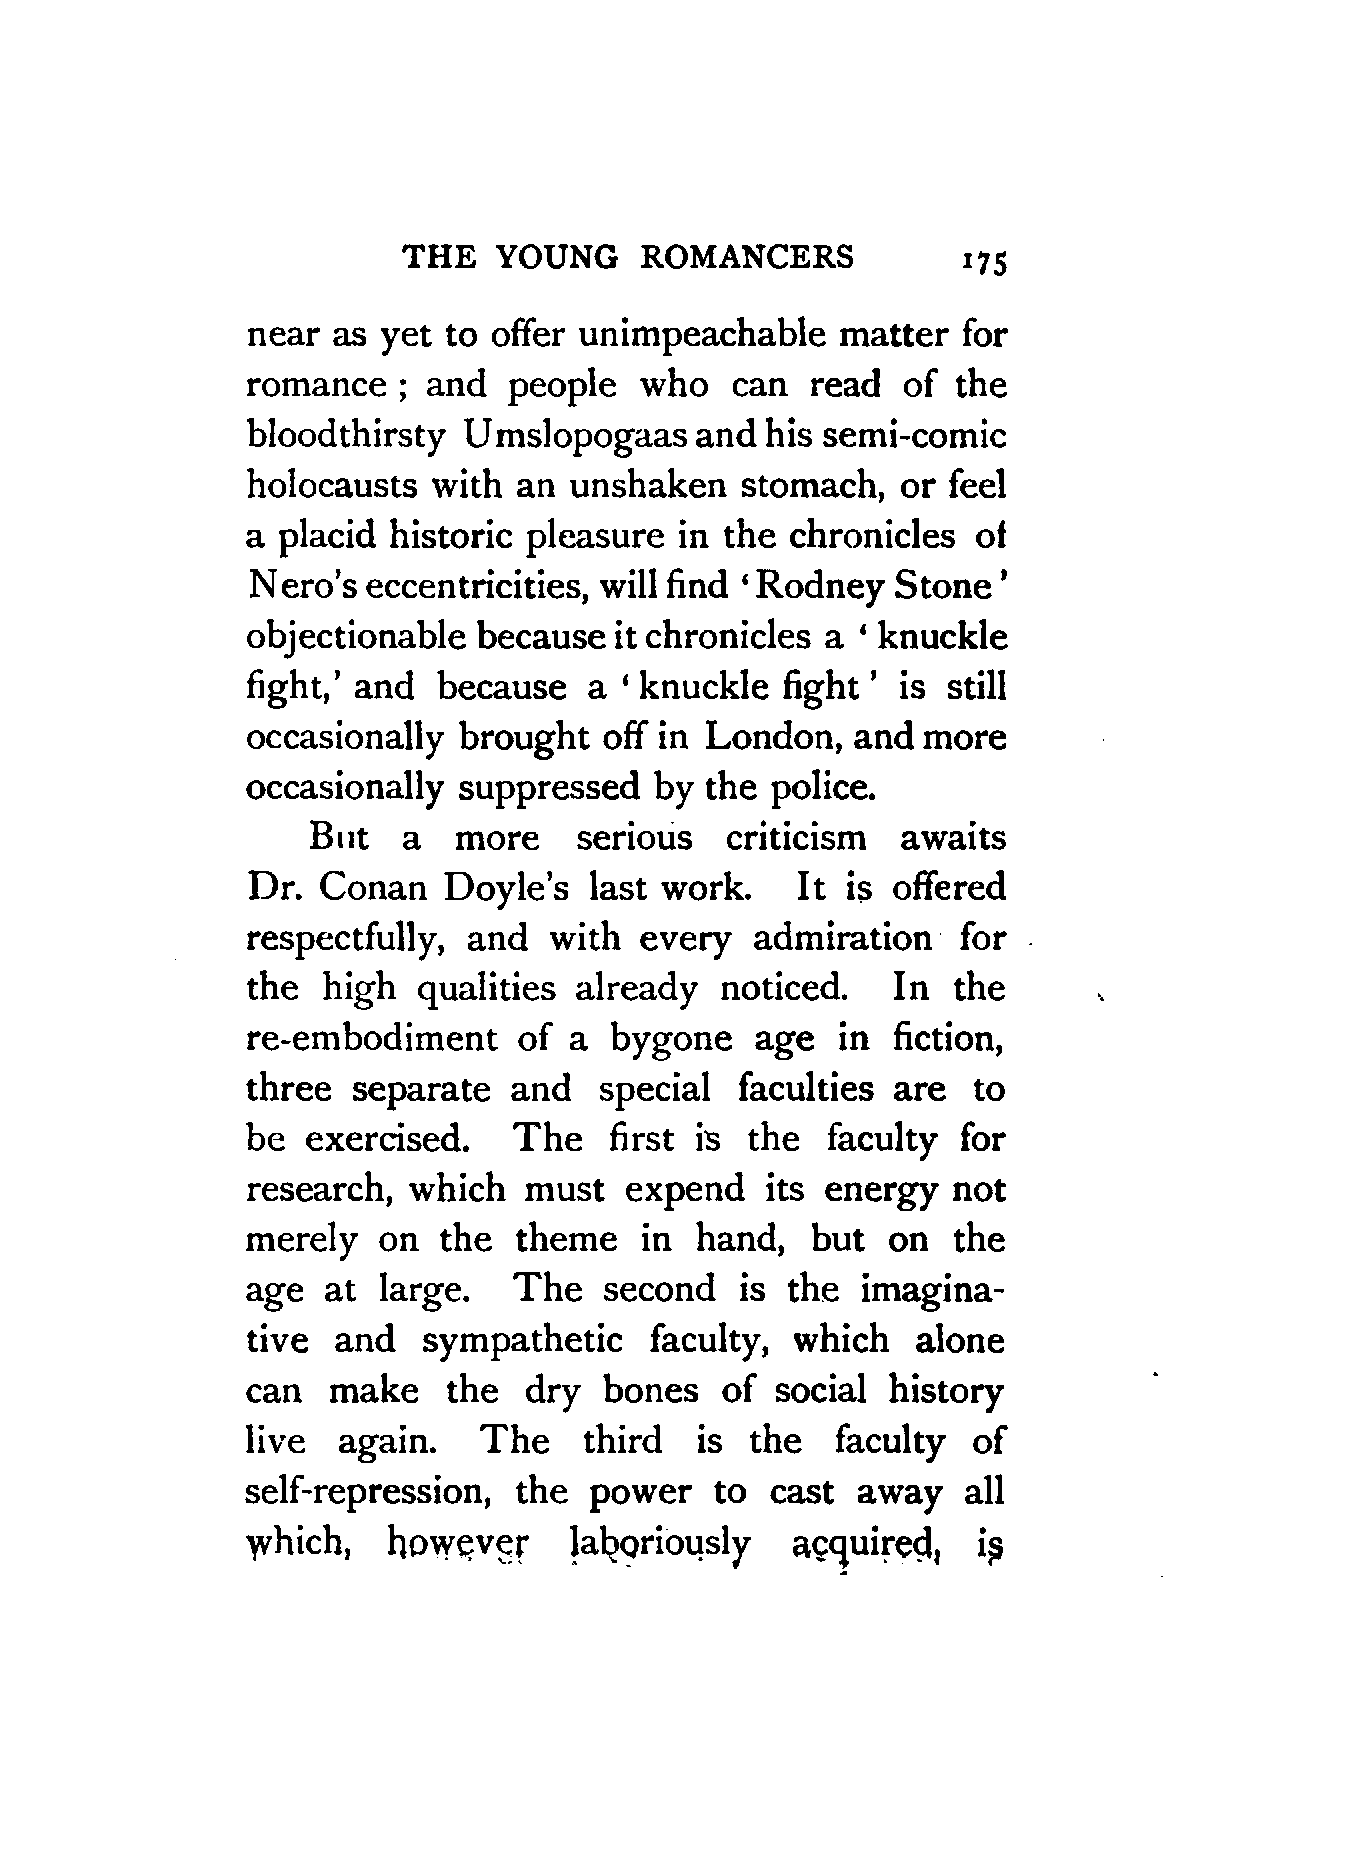 THE YOUNG ROMANCERS 175
near as yet to offer unimpeachable matter for
romance ; and people who can read of the
bloodthirsty Umslopogaas and his semi-comic
holocausts with an unshaken stomach, or feel
a placid historic pleasure in the chronicles of
Nero's eccentricities, will find ‘ Rodney Stone ’
objectionable because it chronicles a ‘ knuckle
fight,’ and because a ‘ knuckle fight ’ is still
occasionally brought off in London, and more
occasionally suppressed by the police.
But a more serious criticism awaits
Dr. Conan Doyle's last work. It is offered
respectfully, and with every admiration for
the high qualities already noticed. In the
re-embodiment of a bygone age in fiction,
three separate and special faculties are to
be exercised. The first is the faculty for
research, which must expend its energy not
merely on the theme in hand, but on the
age at large. The second is the imagina-
tive and sympathetic faculty, which alone
can make the dry bones of social history
live again. The third is the faculty of
self-repression, the power to cast away all
which, however laboriously acquired, is